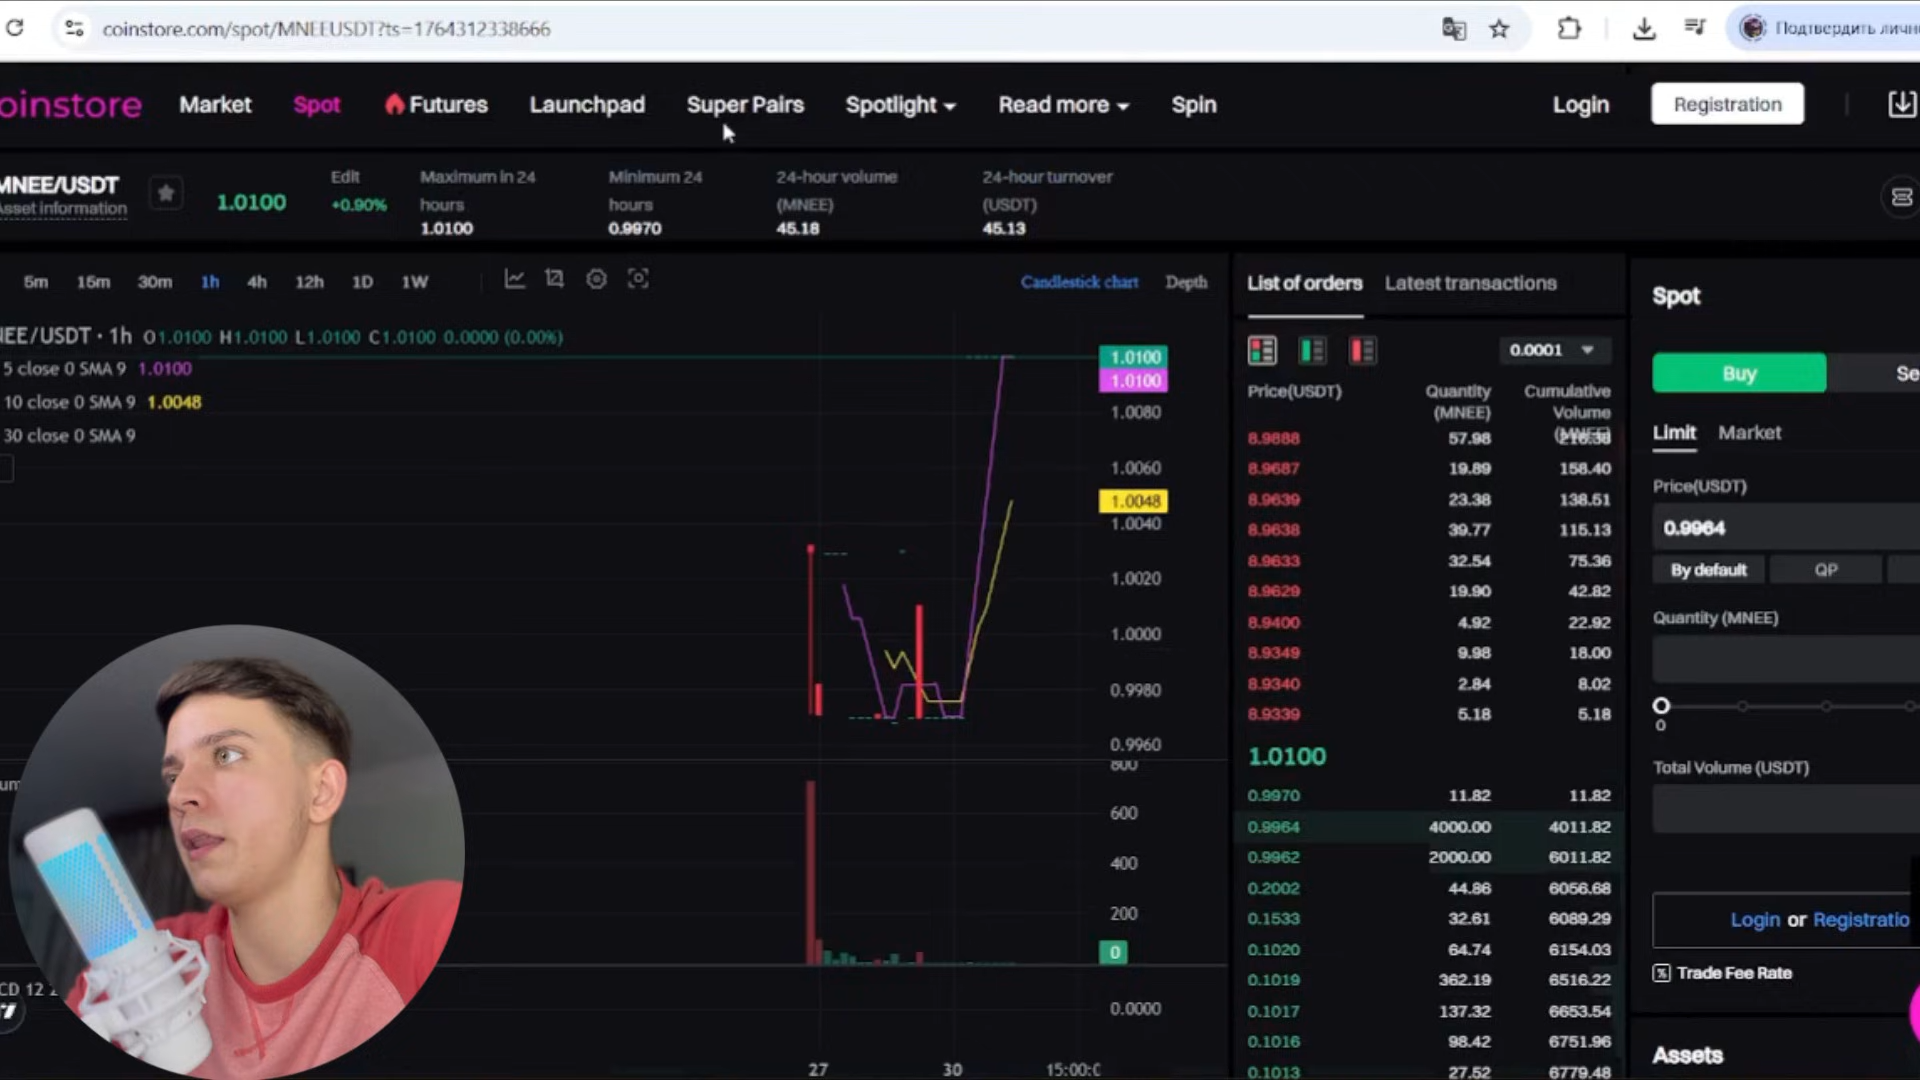 coinstore.com/spot/MNEEUSDT?ts=1764312338666
Подтвердить личн
oinstore Market Spot Futures Launchpad Super Pairs Spotlight Read more Spin Login Registration
MNEE/USDT
Asset information
1.0100
Edit
+0.90%
Maximum in 24
hours
1.0100
Minimum 24
hours
0.9970
24-hour volume
(MNEE)
45.18
24-hour turnover
(USDT)
45.13
5m 15m 30m 1h 4h 12h 1D 1W Candlestick chart Depth
NEE/USDT · 1h O1.0100 H1.0100 L1.0100 C1.0100 0.0000 (0.00%)
5 close 0 SMA 9 1.0100
10 close 0 SMA 9 1.0048
30 close 0 SMA 9
1.0100
1.0100
1.0080
1.0060
1.0048
1.0040
1.0020
1.0000
0.9980
0.9960
800
600
400
200
0
0.0000
CD 12 2
27 30 15:00:0
List of orders Latest transactions
0.0001
Price(USDT)
Quantity
(MNEE)
Cumulative
Volume
(MNEE)
8.9888 57.98 216.38
8.9687 19.89 158.40
8.9639 23.38 138.51
8.9638 39.77 115.13
8.9633 32.54 75.36
8.9629 19.90 42.82
8.9400 4.92 22.92
8.9349 9.98 18.00
8.9340 2.84 8.02
8.9339 5.18 5.18
1.0100
0.9970 11.82 11.82
0.9964 4000.00 4011.82
0.9962 2000.00 6011.82
0.2002 44.86 6056.68
0.1533 32.61 6089.29
0.1020 64.74 6154.03
0.1019 362.19 6516.22
0.1017 137.32 6653.54
0.1016 98.42 6751.96
0.1013 27.52 6779.48
Spot
Buy Se
Limit Market
Price(USDT)
0.9964
By default QP
Quantity (MNEE)
0
Total Volume (USDT)
Login or Registratio
Trade Fee Rate
Assets